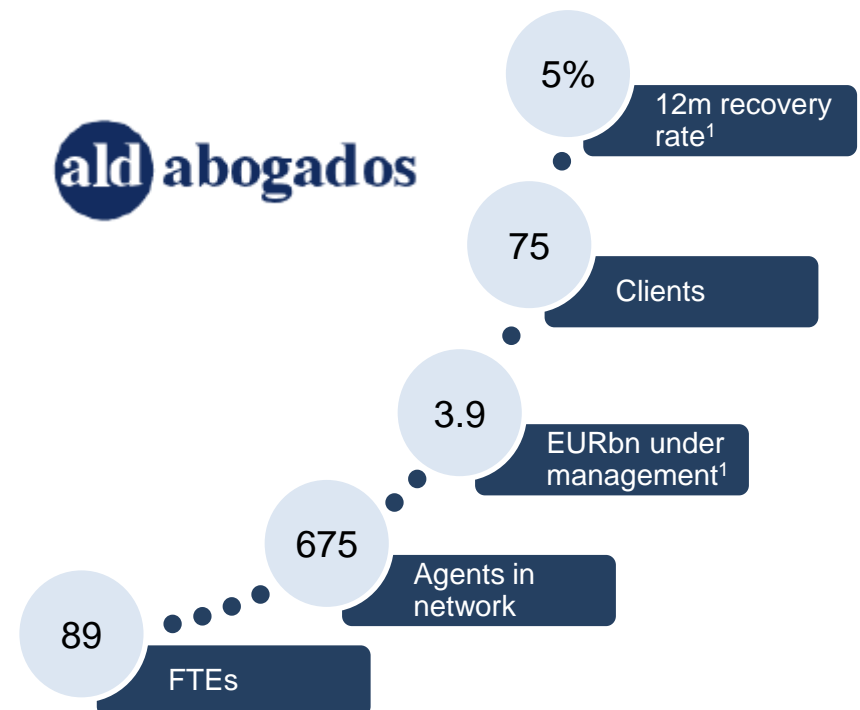 5%
12m recovery
rate¹
ald abogados
75
Clients
3.9
EURbn under
management¹
675
Agents in
network
89
FTEs